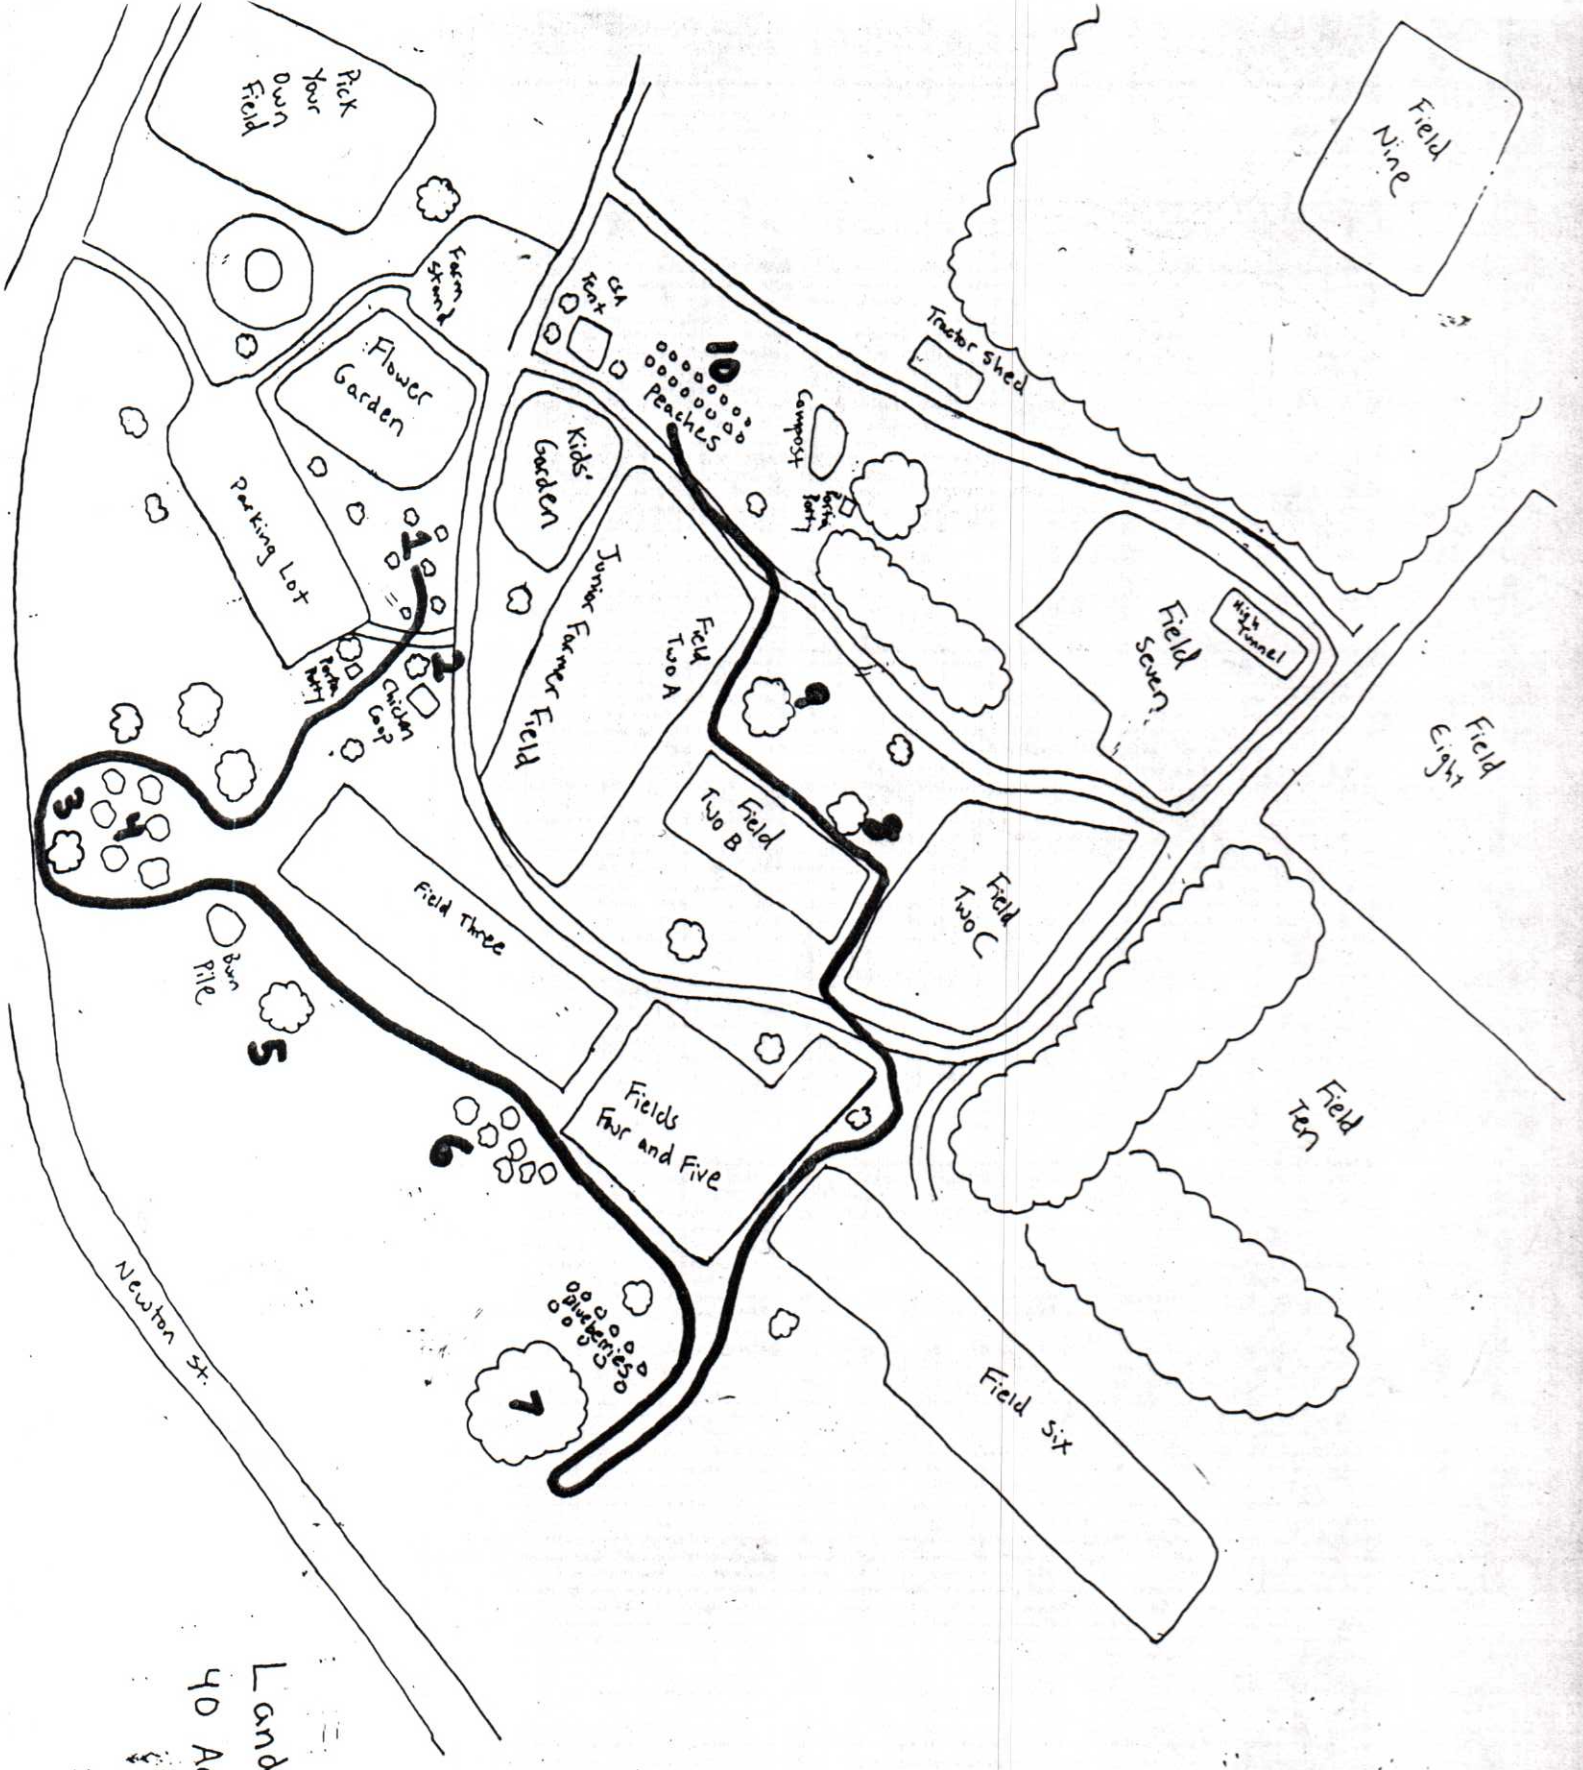 Pick
Your
Own
Field
Field
Nine
Farm
Stand
CSA
Tent
Tractor Shed
Flower
Garden
10
Peaches
Compost
Porta
Potty
Kids'
Garden
Parking Lot
1
Junior Farmer Field
Field
Two A
High
Tunnel
Field
Seven
Field
Eight
2
Porta
Potty
Chicken
Coop
9
3
4
Field
Two B
8
Field
Two C
Field Three
Burn
Pile
5
Fields
Four and Five
Field
Ten
6
Blueberries
7
Newton St.
Field Six
Land
40 A